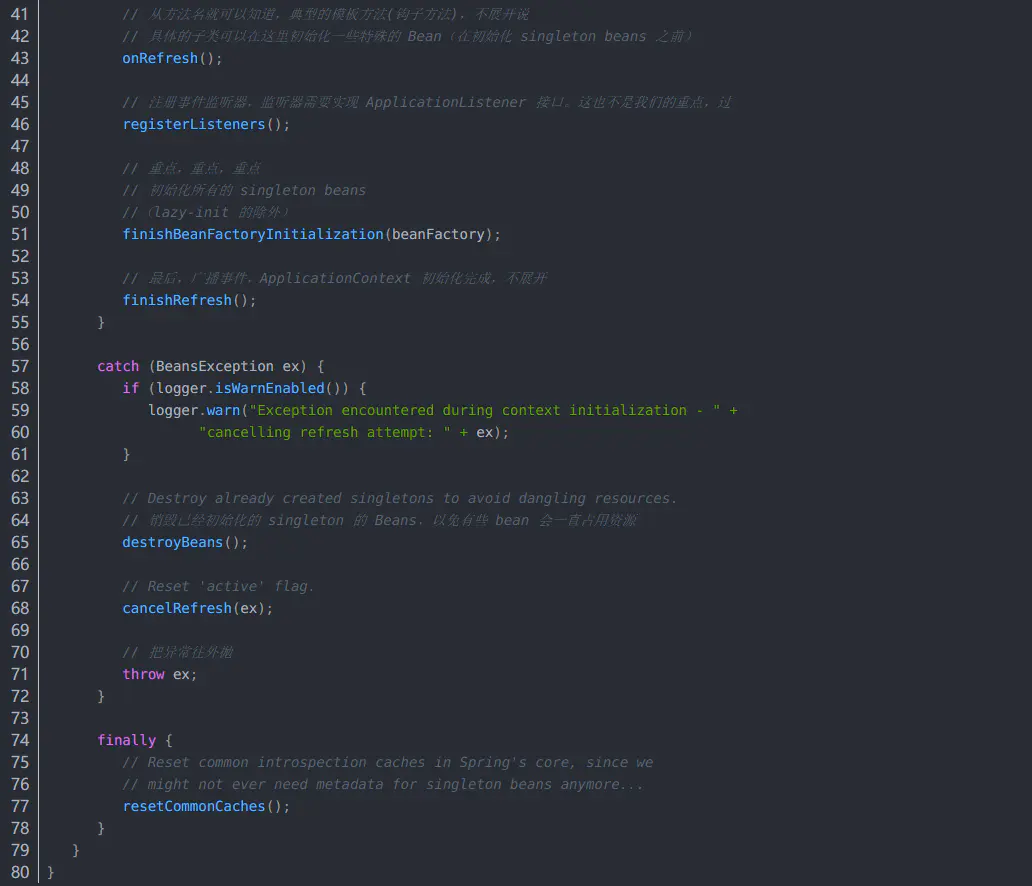 41 // 从方法名就可以知道，典型的模板方法(钩子方法)，不展开说
42 // 具体的子类可以在这里初始化一些特殊的 Bean（在初始化 singleton beans 之前）
43 onRefresh();
44
45 // 注册事件监听器，监听器需要实现 ApplicationListener 接口。这也不是我们的重点，过
46 registerListeners();
47
48 // 重点，重点，重点
49 // 初始化所有的 singleton beans
50 //（lazy-init 的除外）
51 finishBeanFactoryInitialization(beanFactory);
52
53 // 最后，广播事件，ApplicationContext 初始化完成，不展开
54 finishRefresh();
55 }
56
57 catch (BeansException ex) {
58 if (logger.isWarnEnabled()) {
59 logger.warn("Exception encountered during context initialization - " +
60 "cancelling refresh attempt: " + ex);
61 }
62
63 // Destroy already created singletons to avoid dangling resources.
64 // 销毁已经初始化的 singleton 的 Beans，以免有些 bean 会一直占用资源
65 destroyBeans();
66
67 // Reset 'active' flag.
68 cancelRefresh(ex);
69
70 // 把异常往外抛
71 throw ex;
72 }
73
74 finally {
75 // Reset common introspection caches in Spring's core, since we
76 // might not ever need metadata for singleton beans anymore...
77 resetCommonCaches();
78 }
79 }
80 }